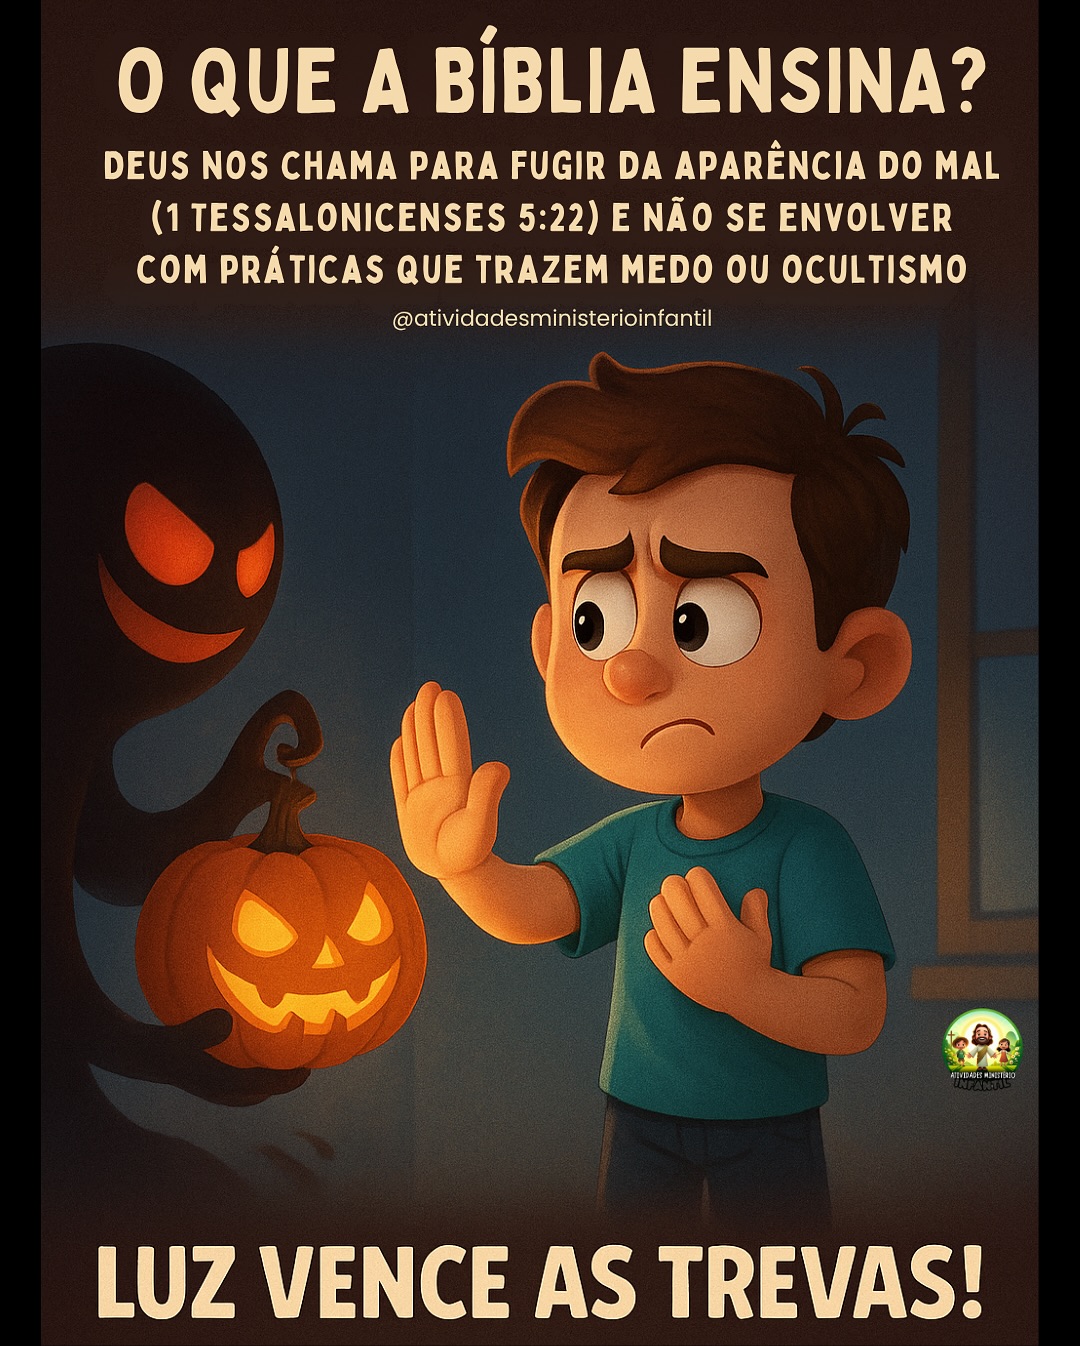 O QUE A BÍBLIA ENSINA?
DEUS NOS CHAMA PARA FUGIR DA APARÊNCIA DO MAL
(1 TESSALONICENSES 5:22) E NÃO SE ENVOLVER
COM PRÁTICAS QUE TRAZEM MEDO OU OCULTISMO
@atividadesministerioinfantil
ATIVIDADES MINISTERIO
INFANTIL
LUZ VENCE AS TREVAS!